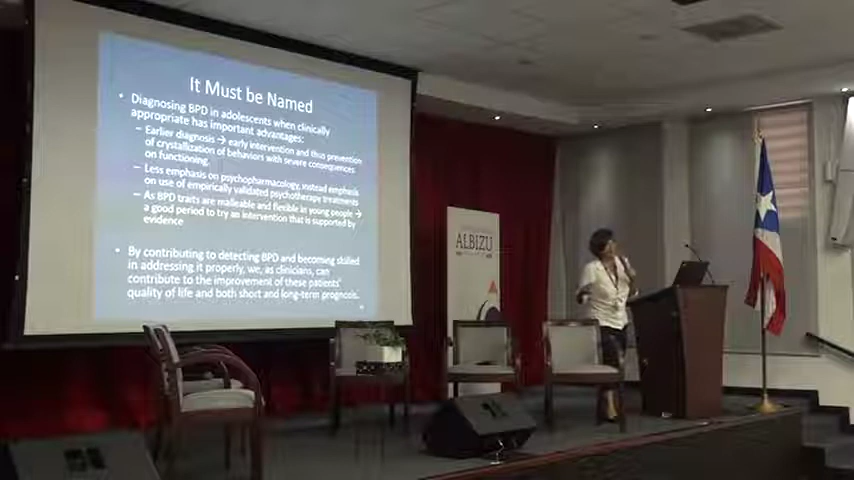 It Must be Named
• Diagnosing BPD in adolescents when clinically
appropriate has important advantages:
– Earlier diagnosis → early intervention and thus prevention
of crystallization of behaviors with severe consequences
on functioning.
– Less emphasis on psychopharmacology, instead emphasis
on use of empirically validated psychotherapy treatments
– As BPD traits are malleable and flexible in young people →
a good period to try an intervention that is supported by
evidence
• By contributing to detecting BPD and becoming skilled
in addressing it properly, we, as clinicians, can
contribute to the improvement of these patients'
quality of life and both short and long-term prognosis.
ALBIZU